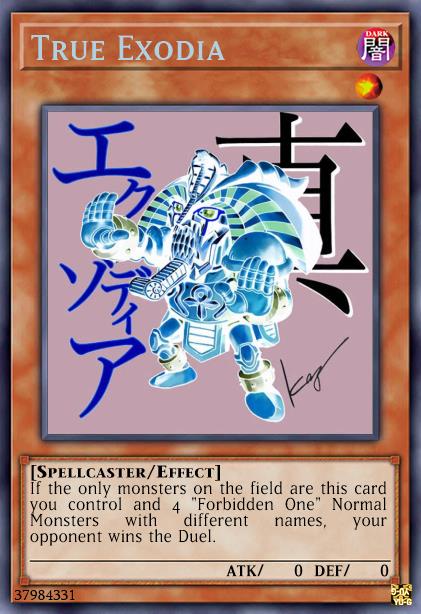 True Exodia
DARK
闇
真
エクゾディア
[Spellcaster/Effect]
If the only monsters on the field are this card
you control and 4 "Forbidden One" Normal
Monsters with different names, your
opponent wins the Duel.
ATK/ 0 DEF/ 0
37984331